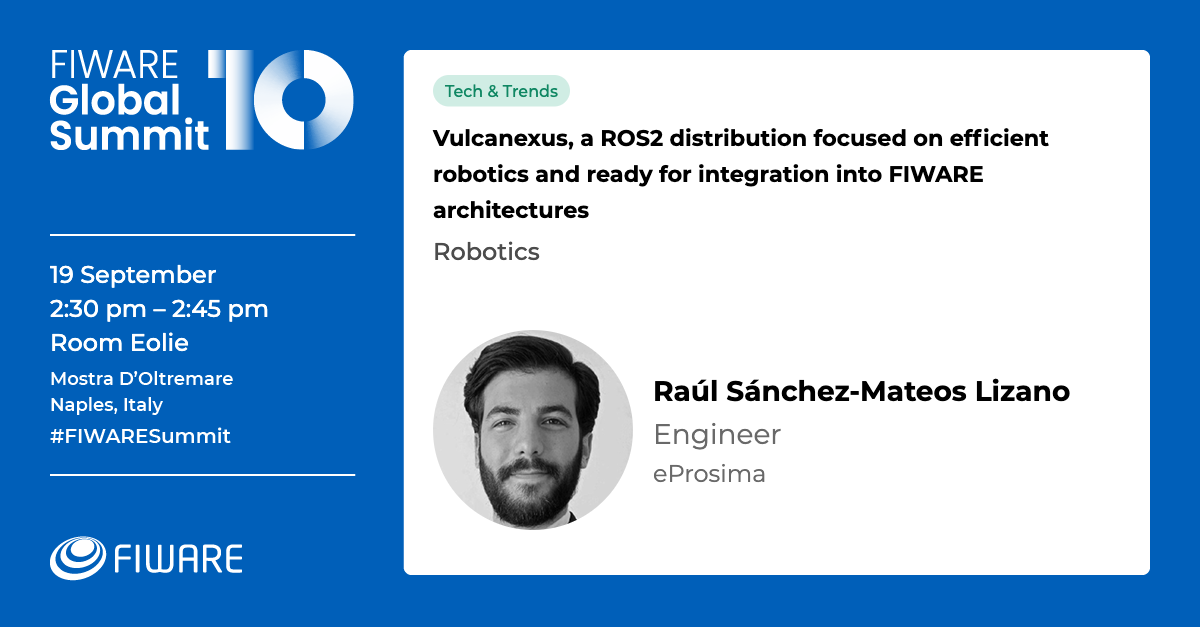 FIWARE
Global
Summit
10
19 September
2:30 pm – 2:45 pm
Room Eolie
Mostra D’Oltremare
Naples, Italy
#FIWARESummit
FIWARE
Tech & Trends
Vulcanexus, a ROS2 distribution focused on efficient
robotics and ready for integration into FIWARE
architectures
Robotics
Raúl Sánchez-Mateos Lizano
Engineer
eProsima